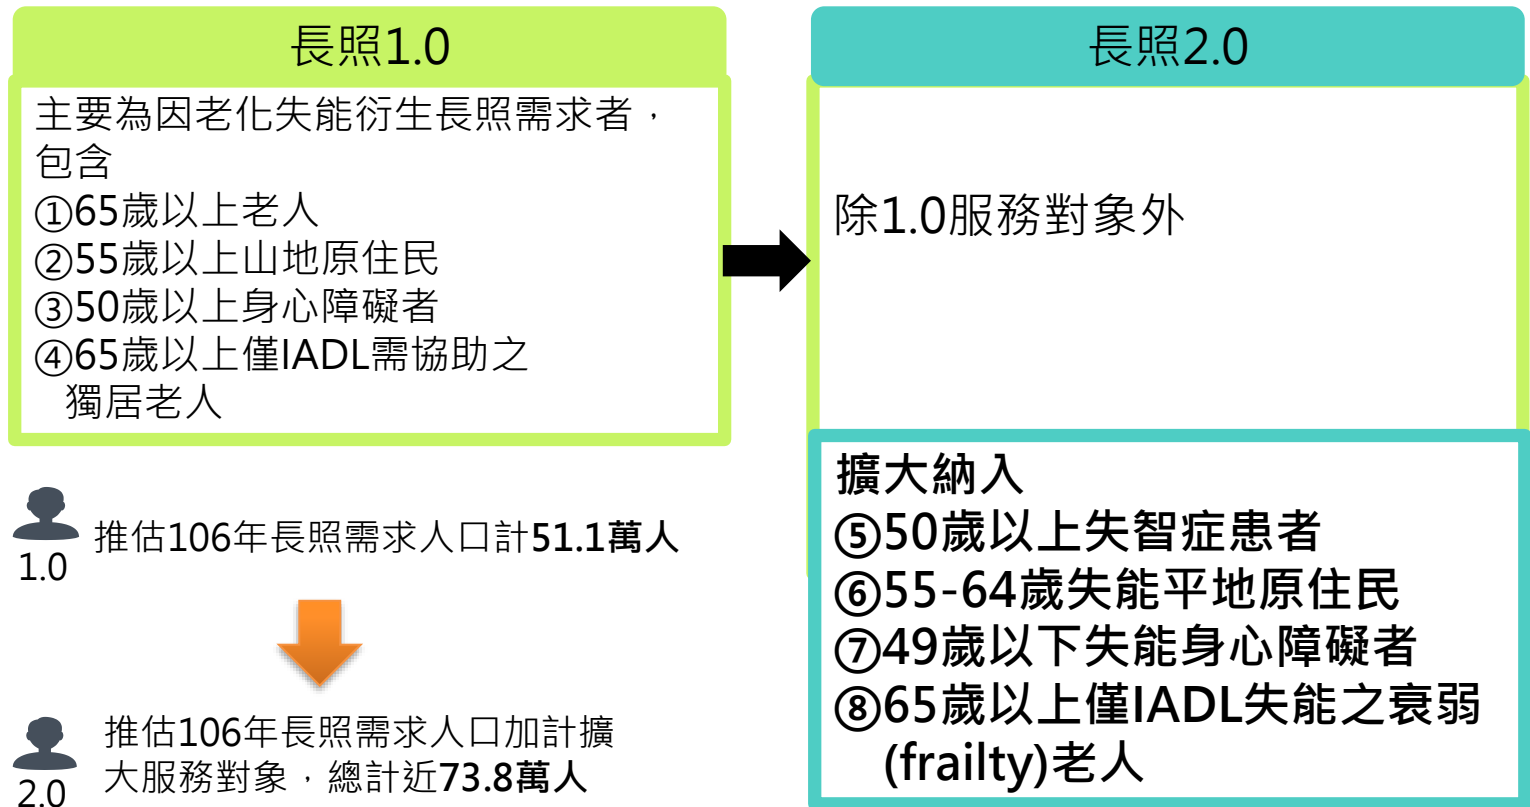 長照1.0
主要為因老化失能衍生長照需求者，
包含
①65歲以上老人
②55歲以上山地原住民
③50歲以上身心障礙者
④65歲以上僅IADL需協助之
獨居老人
1.0
推估106年長照需求人口計51.1萬人
2.0
推估106年長照需求人口加計擴
大服務對象，總計近73.8萬人
長照2.0
除1.0服務對象外
擴大納入
⑤50歲以上失智症患者
⑥55-64歲失能平地原住民
⑦49歲以下失能身心障礙者
⑧65歲以上僅IADL失能之衰弱
(frailty)老人